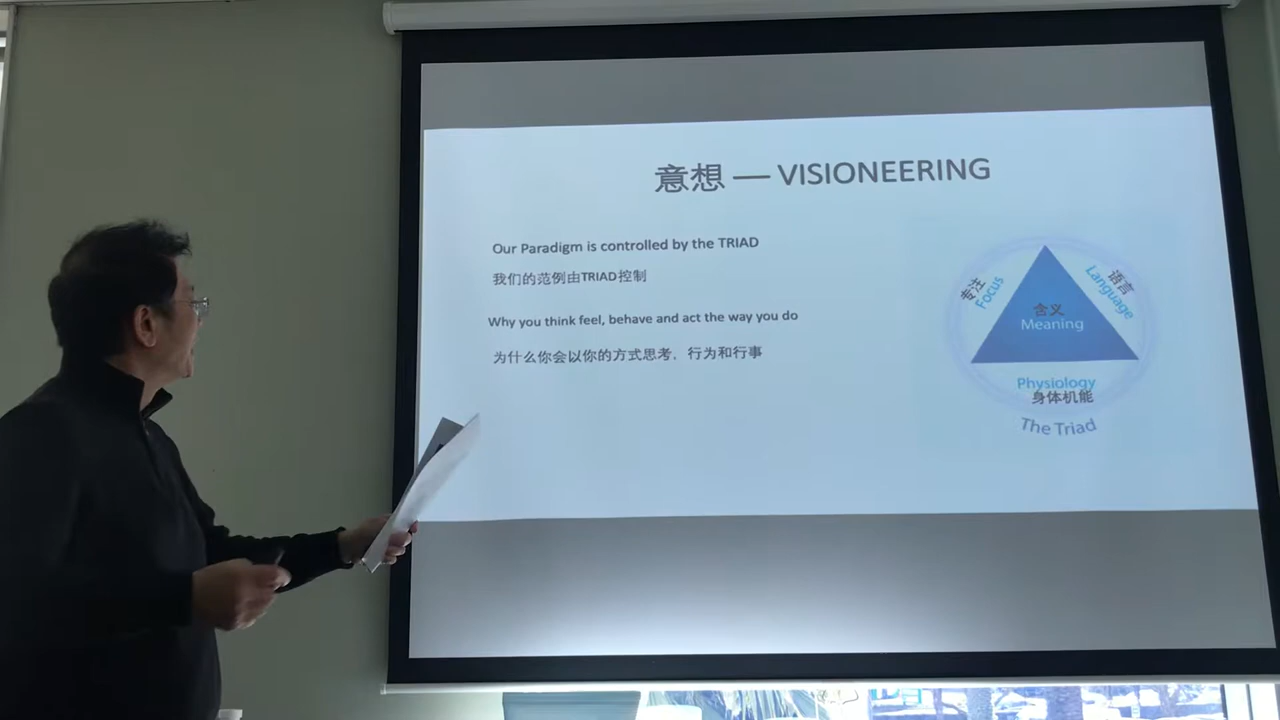 意想 — VISIONEERING
Our Paradigm is controlled by the TRIAD
我们的范例由TRIAD控制
Why you think feel, behave and act the way you do
为什么你会以你的方式思考，行为和行事
专注
Focus
语言
Language
含义
Meaning
Physiology
身体机能
The Triad